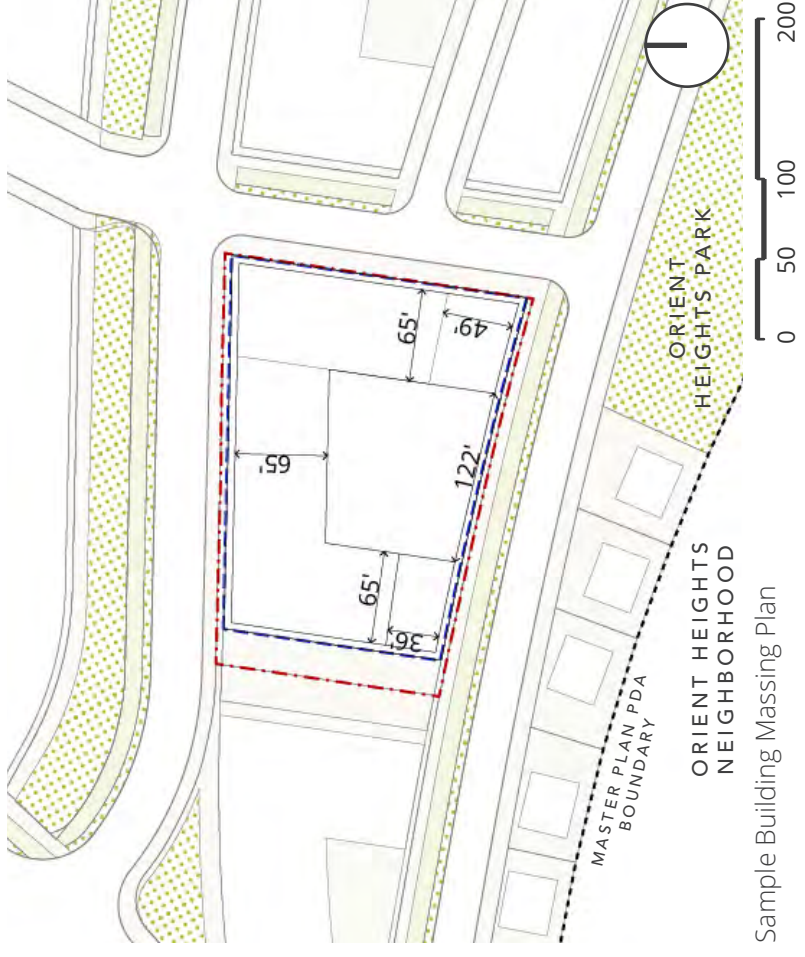 65'
49'
65'
122'
65'
36'
ORIENT
HEIGHTS PARK
ORIENT HEIGHTS
NEIGHBORHOOD
MASTER PLAN PDA
BOUNDARY
Sample Building Massing Plan
0 50 100 200